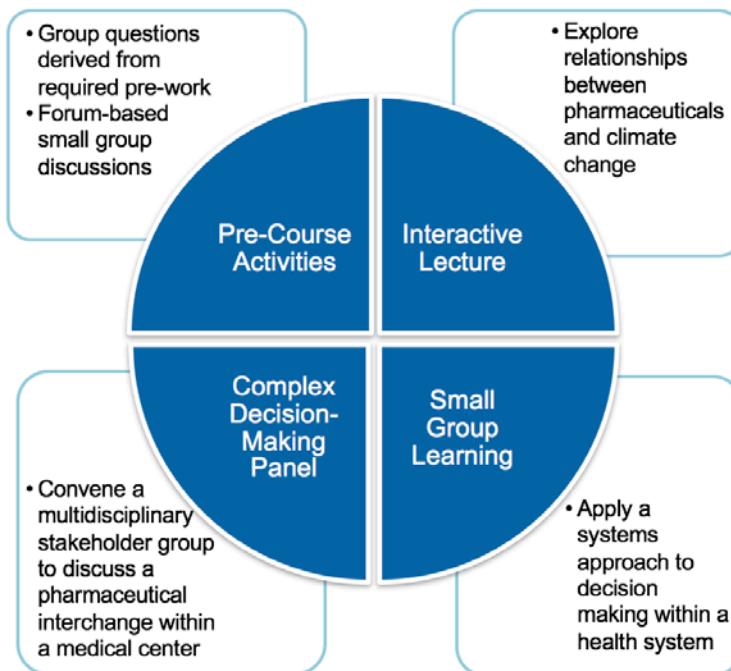 • Group questions
derived from
required pre-work
• Forum-based
small group
discussions
• Explore
relationships
between
pharmaceuticals
and climate
change
Pre-Course
Activities
Interactive
Lecture
Complex
Decision-
Making
Panel
Small
Group
Learning
• Convene a
multidisciplinary
stakeholder group
to discuss a
pharmaceutical
interchange within
a medical center
• Apply a
systems
approach to
decision
making within a
health system